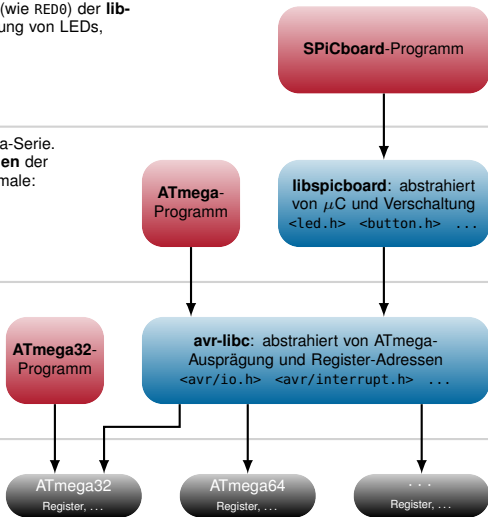 (wie RED0) der lib-
ung von LEDs,
SPiCboard-Programm
a-Serie.
en der
male:
ATmega-
Programm
libspicboard: abstrahiert
von μC und Verschaltung
<led.h> <button.h> ...
ATmega32-
Programm
avr-libc: abstrahiert von ATmega-
Ausprägung und Register-Adressen
<avr/io.h> <avr/interrupt.h> ...
ATmega32
Register, ...
ATmega64
Register, ...
...
Register, ...